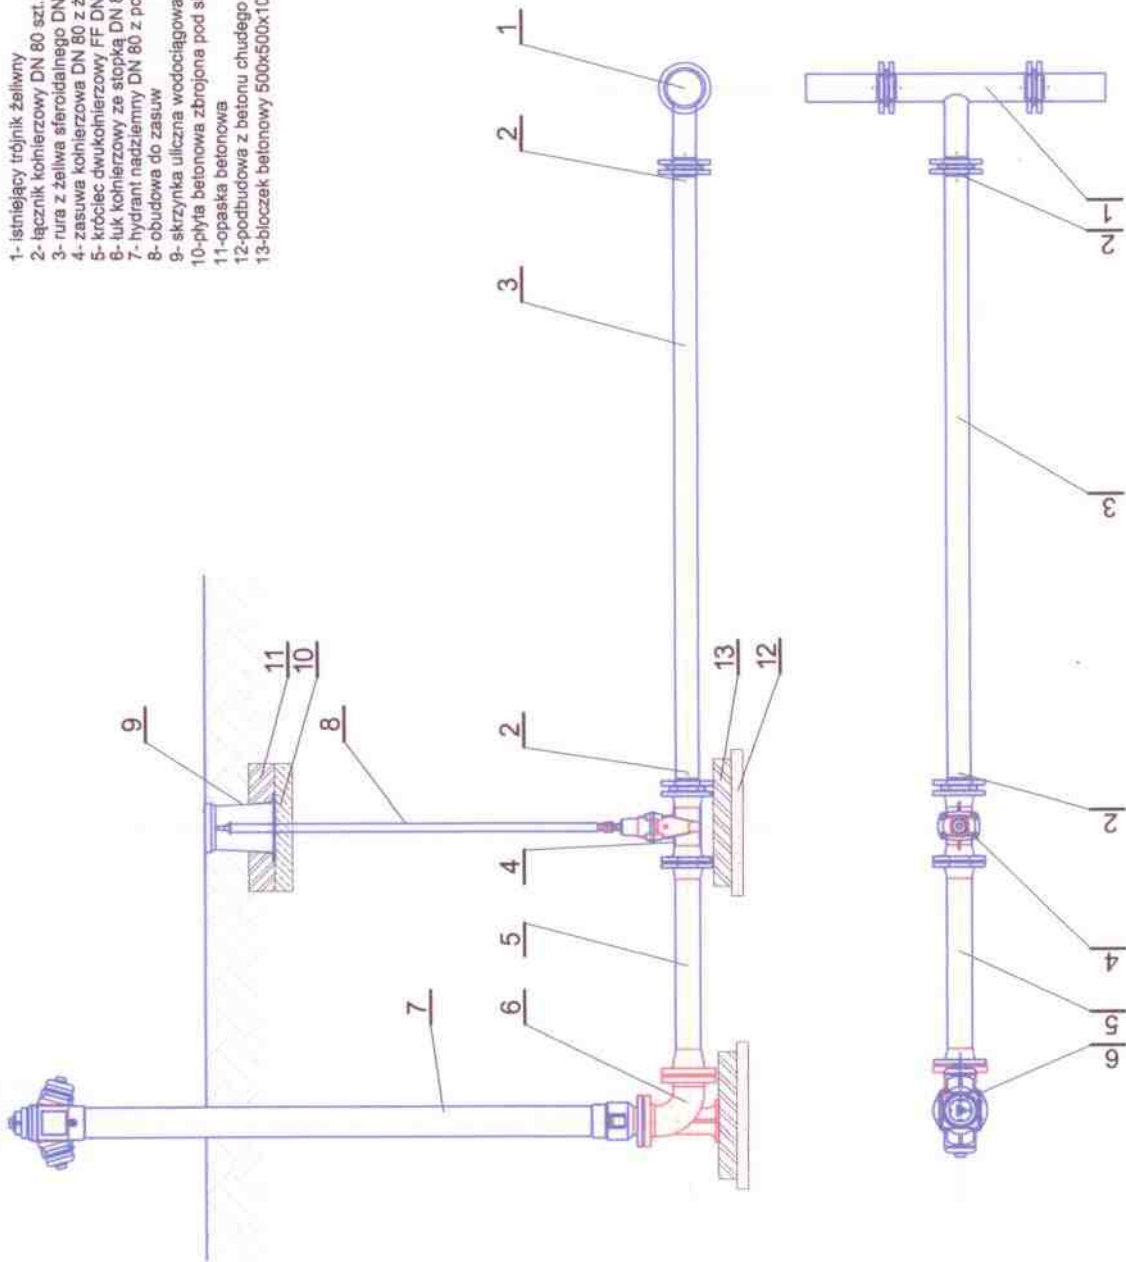 1- istniejący trójnik żeliwny
2- łącznik kołnierzowy DN 80 szt.
3- rura z żeliwa sferoidalnego DN
4- zasuwa kołnierzowa DN 80 z ż
5- króciec dwukołnierzowy FF DN
6- łuk kołnierzowy ze stopką DN 8
7- hydrant nadziemny DN 80 z po
8- obudowa do zasuw
9- skrzynka uliczna wodociągowa
10-płyta betonowa zbrojona pod s
11-opaska betonowa
12-podbudowa z betonu chudego
13-bloczek betonowy 500x500x10
9
11
10
8
7
6
5
4
2
13
12
3
2
1
6
5
4
2
3
2
1